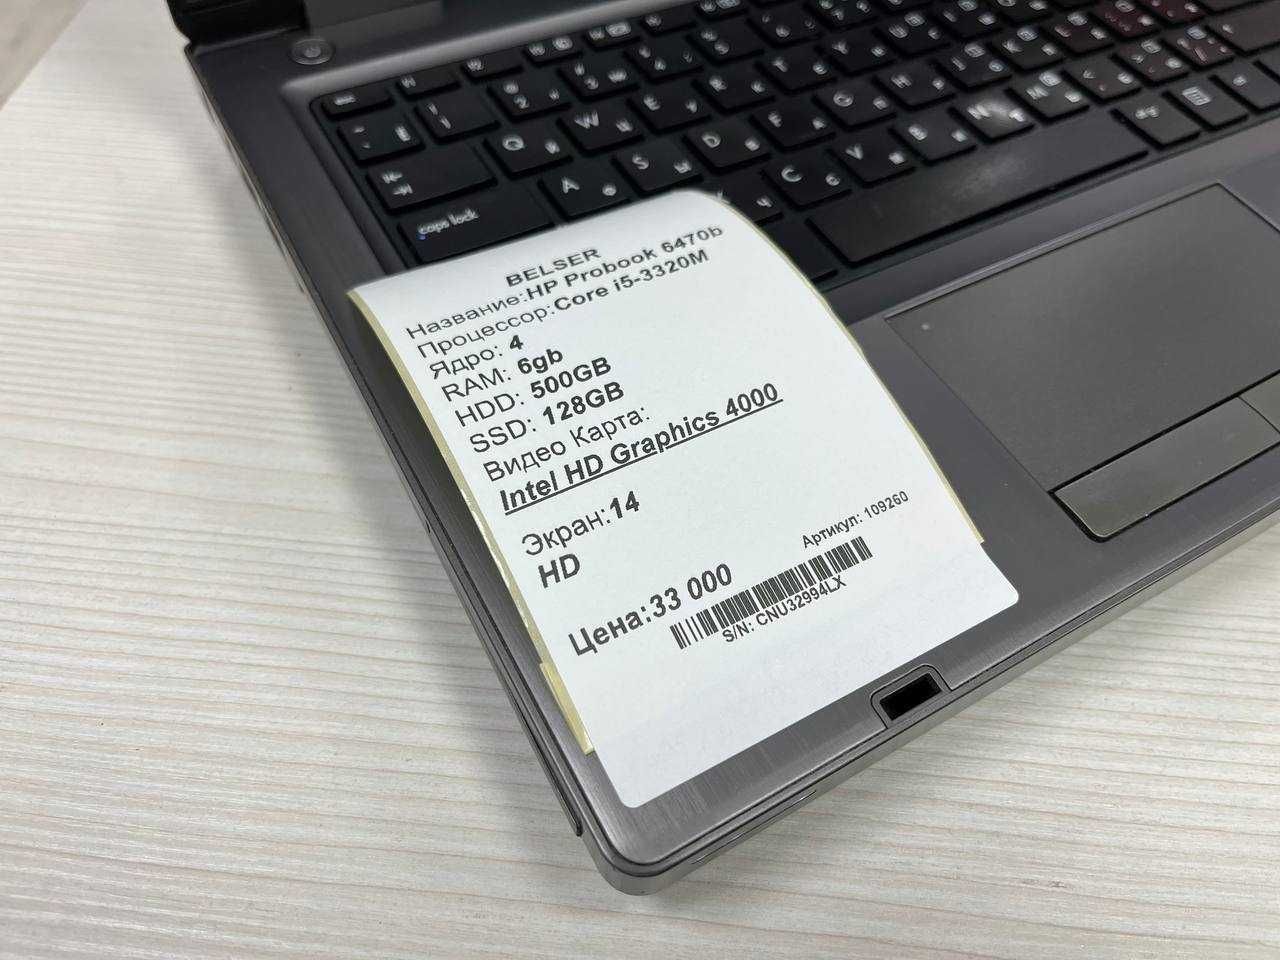 BELSER
Название:HP Probook 6470b
Процессор:Core i5-3320M
Ядро: 4
RAM: 6gb
HDD: 500GB
SSD: 128GB
Видео Карта:
Intel HD Graphics 4000
Экран:14
HD
Артикул: 109260
Цена:33 000
S/N: CNU32994LX
esc
caps lock
Q Й
W Ц
A Ф
S Ы
D